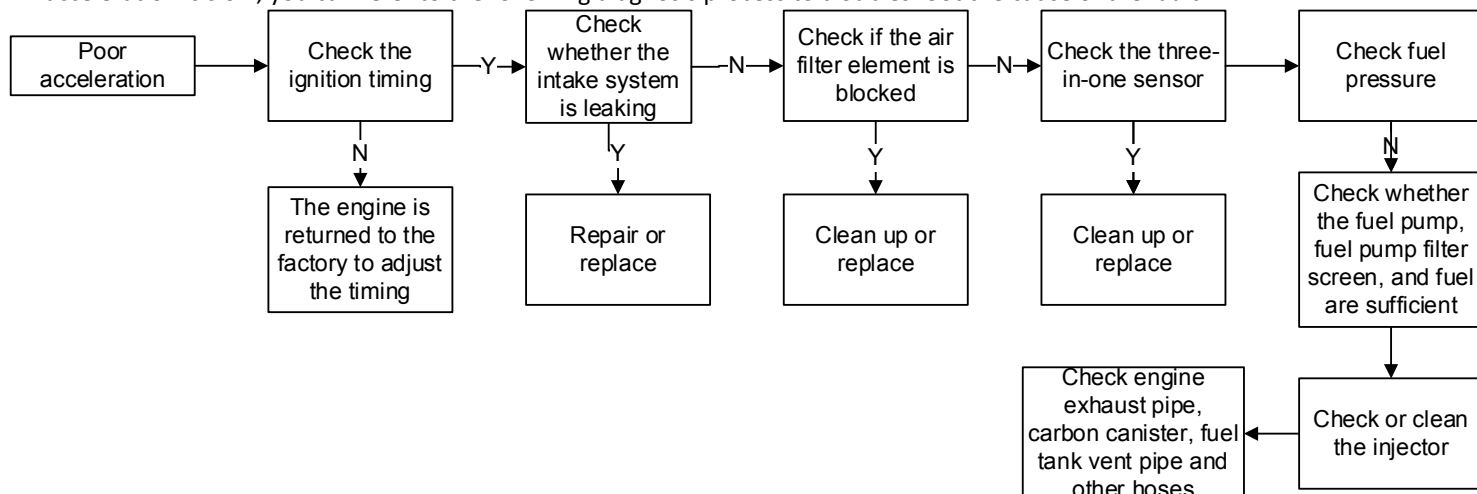 Poor
acceleration
Check the
ignition timing
Y
Check
whether the
intake system
is leaking
N
Check if the air
filter element is
blocked
N
Check the three-
in-one sensor
Check fuel
pressure
N
Y
Y
Y
N
The engine is
returned to the
factory to adjust
the timing
Repair or
replace
Clean up or
replace
Clean up or
replace
Check whether
the fuel pump,
fuel pump filter
screen, and fuel
are sufficient
Check engine
exhaust pipe,
carbon canister, fuel
tank vent pipe and
other hoses
Check or clean
the injector